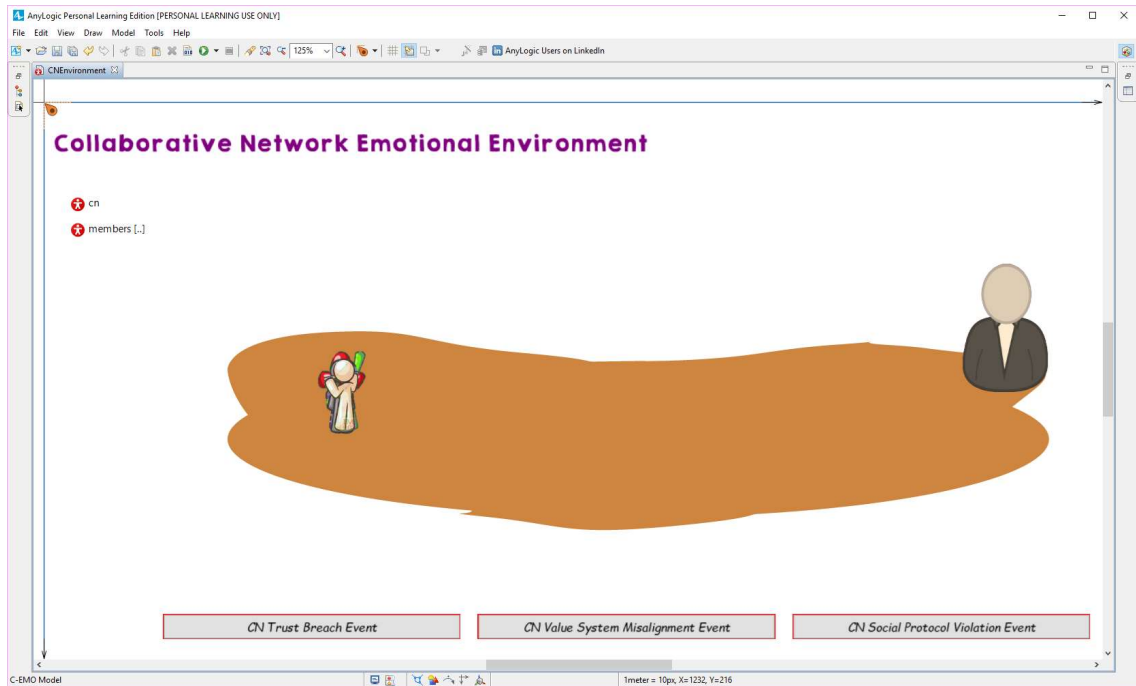 AnyLogic Personal Learning Edition [PERSONAL LEARNING USE ONLY]
File Edit View Draw Model Tools Help
125% AnyLogic Users on LinkedIn
CNEnvironment
Collaborative Network Emotional Environment
cn
members [..]
CN Trust Breach Event CN Value System Misalignment Event CN Social Protocol Violation Event
C-EMO Model 1meter = 10px, X=1232, Y=216